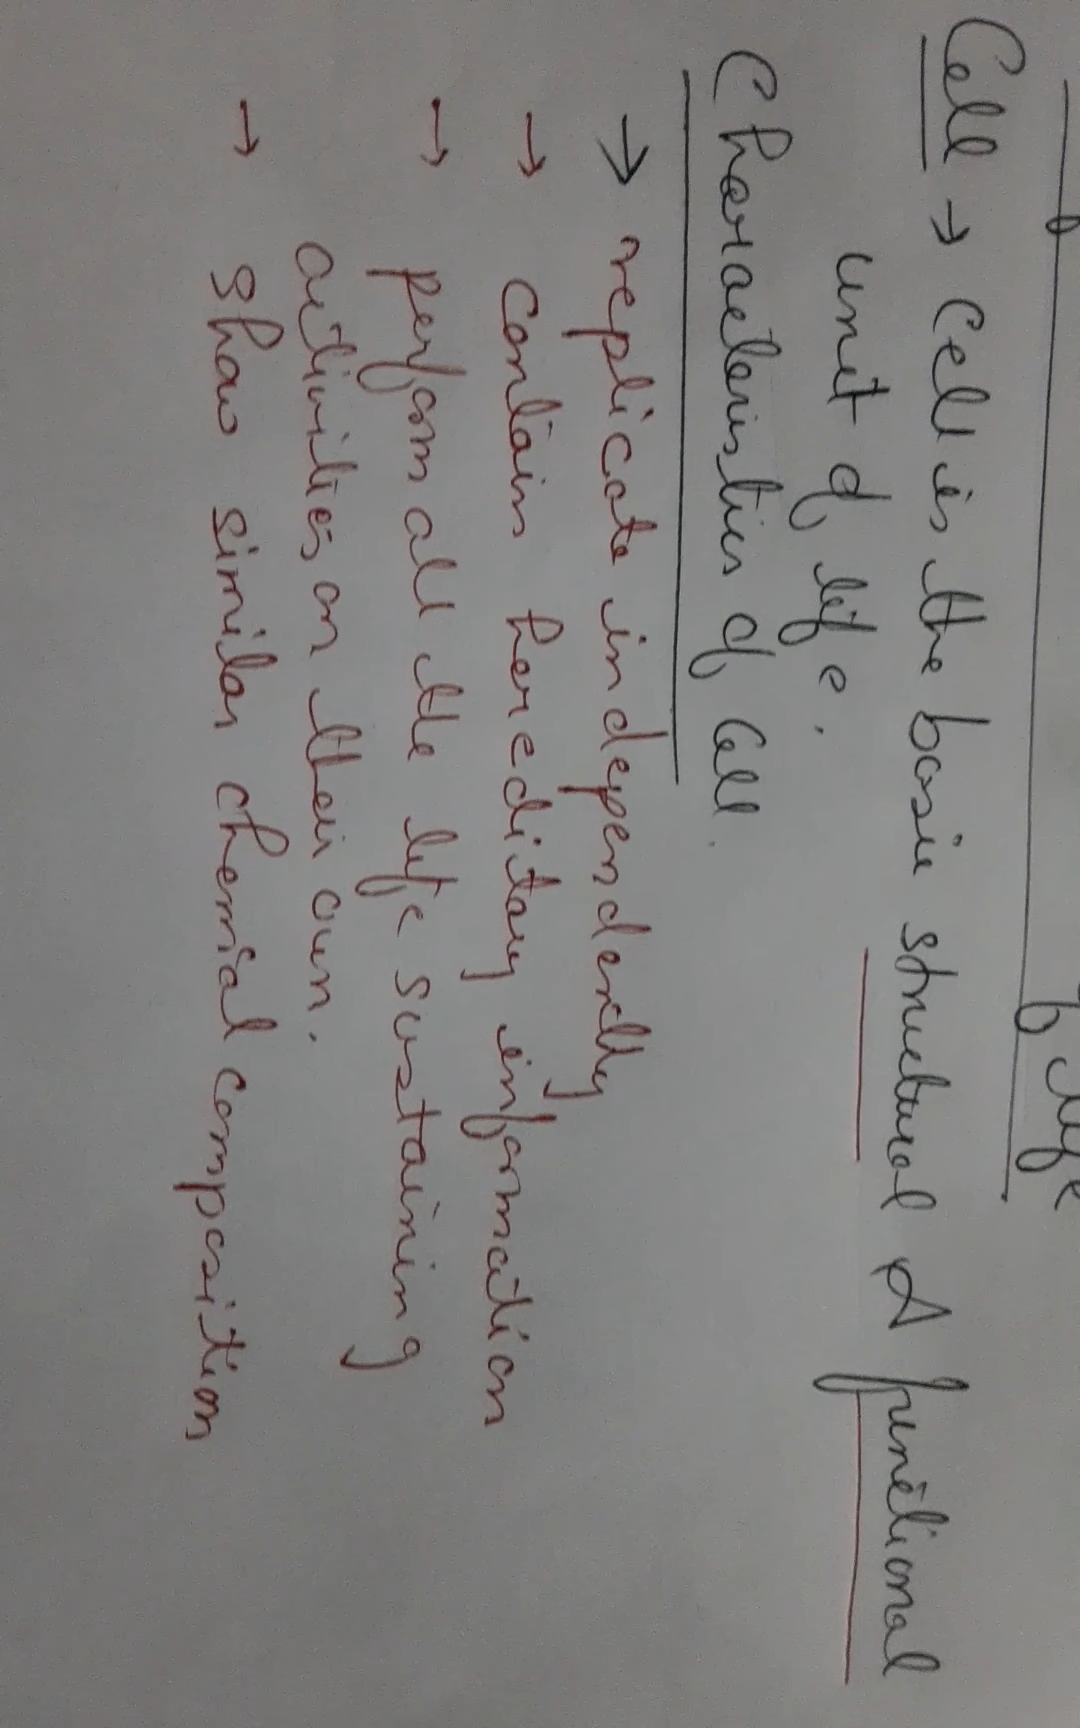 life
Cell → Cell is the basic structural & functional
unit of life.
Characteristics of Cell.
→ replicate independently
→ contain hereditary information
→ perform all the life sustaining
activities on their own.
→ show similar chemical composition